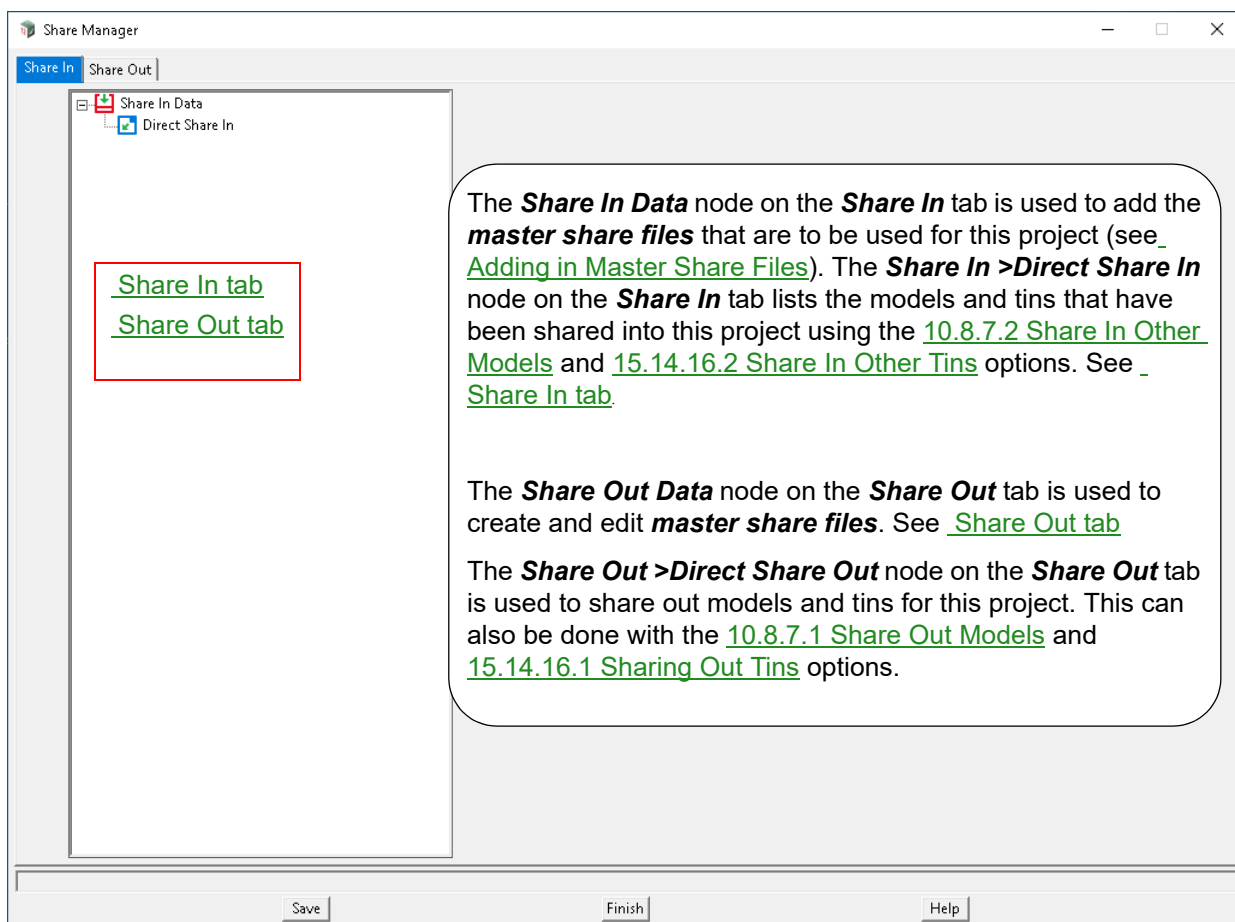 Share Manager
Share In Share Out
Share In Data
Direct Share In
Share In tab
Share Out tab
The Share In Data node on the Share In tab is used to add the
master share files that are to be used for this project (see
Adding in Master Share Files). The Share In >Direct Share In
node on the Share In tab lists the models and tins that have
been shared into this project using the 10.8.7.2 Share In Other
Models and 15.14.16.2 Share In Other Tins options. See
Share In tab.
The Share Out Data node on the Share Out tab is used to
create and edit master share files. See Share Out tab
The Share Out >Direct Share Out node on the Share Out tab
is used to share out models and tins for this project. This can
also be done with the 10.8.7.1 Share Out Models and
15.14.16.1 Sharing Out Tins options.
Save Finish Help